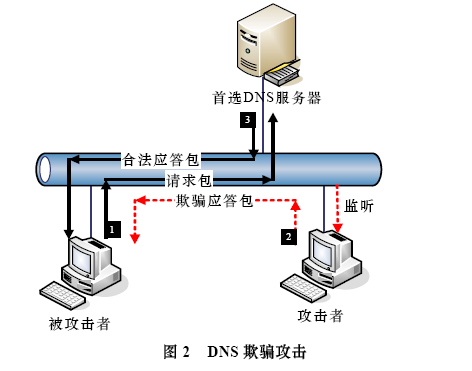 首选DNS服务器
3
合法应答包
请求包
1
欺骗应答包
2
监听
被攻击者
攻击者
图 2 DNS 欺骗攻击